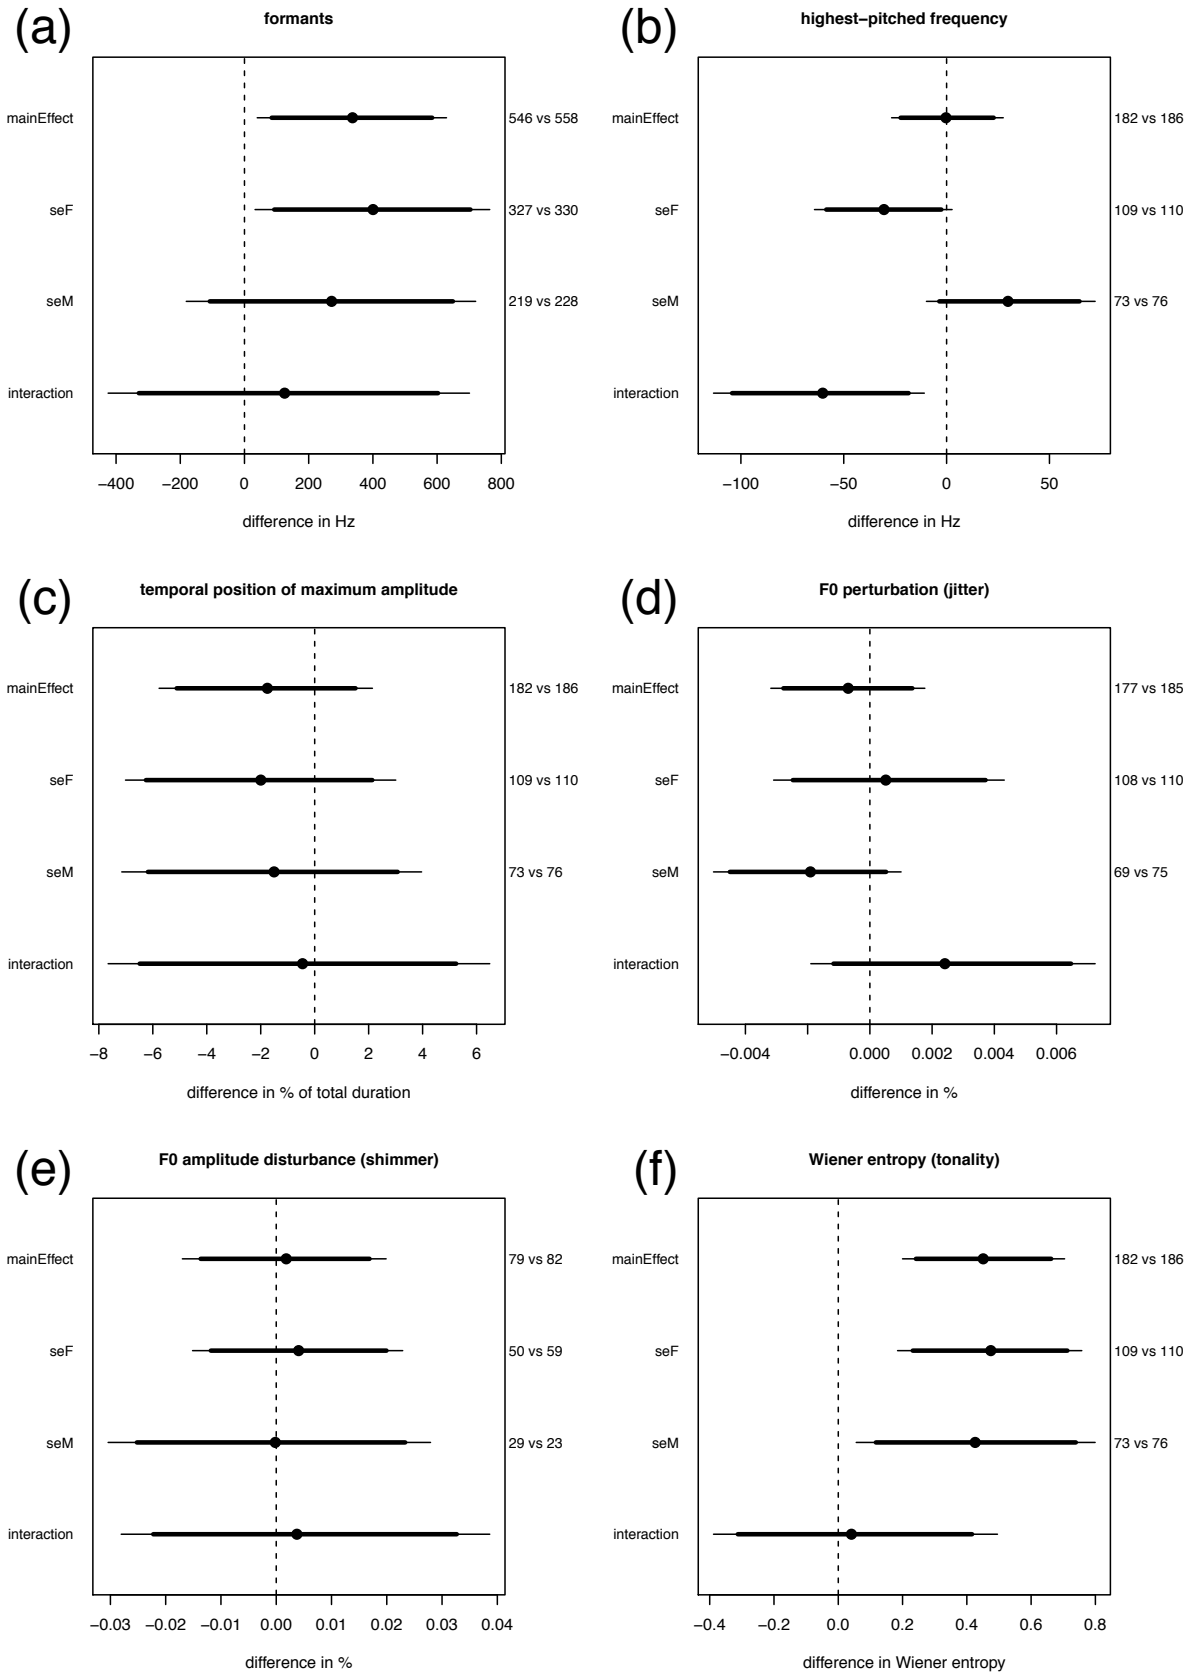 (a)
formants
mainEffect
546 vs 558
seF
327 vs 330
seM
219 vs 228
interaction
−400 −200 0 200 400 600 800
difference in Hz
(b)
highest−pitched frequency
mainEffect
182 vs 186
seF
109 vs 110
seM
73 vs 76
interaction
−100 −50 0 50
difference in Hz
(c)
temporal position of maximum amplitude
mainEffect
182 vs 186
seF
109 vs 110
seM
73 vs 76
interaction
−8 −6 −4 −2 0 2 4 6
difference in % of total duration
(d)
F0 perturbation (jitter)
mainEffect
177 vs 185
seF
108 vs 110
seM
69 vs 75
interaction
−0.004 0.000 0.002 0.004 0.006
difference in %
(e)
F0 amplitude disturbance (shimmer)
mainEffect
79 vs 82
seF
50 vs 59
seM
29 vs 23
interaction
−0.03 −0.02 −0.01 0.00 0.01 0.02 0.03 0.04
difference in %
(f)
Wiener entropy (tonality)
mainEffect
182 vs 186
seF
109 vs 110
seM
73 vs 76
interaction
−0.4 −0.2 0.0 0.2 0.4 0.6 0.8
difference in Wiener entropy